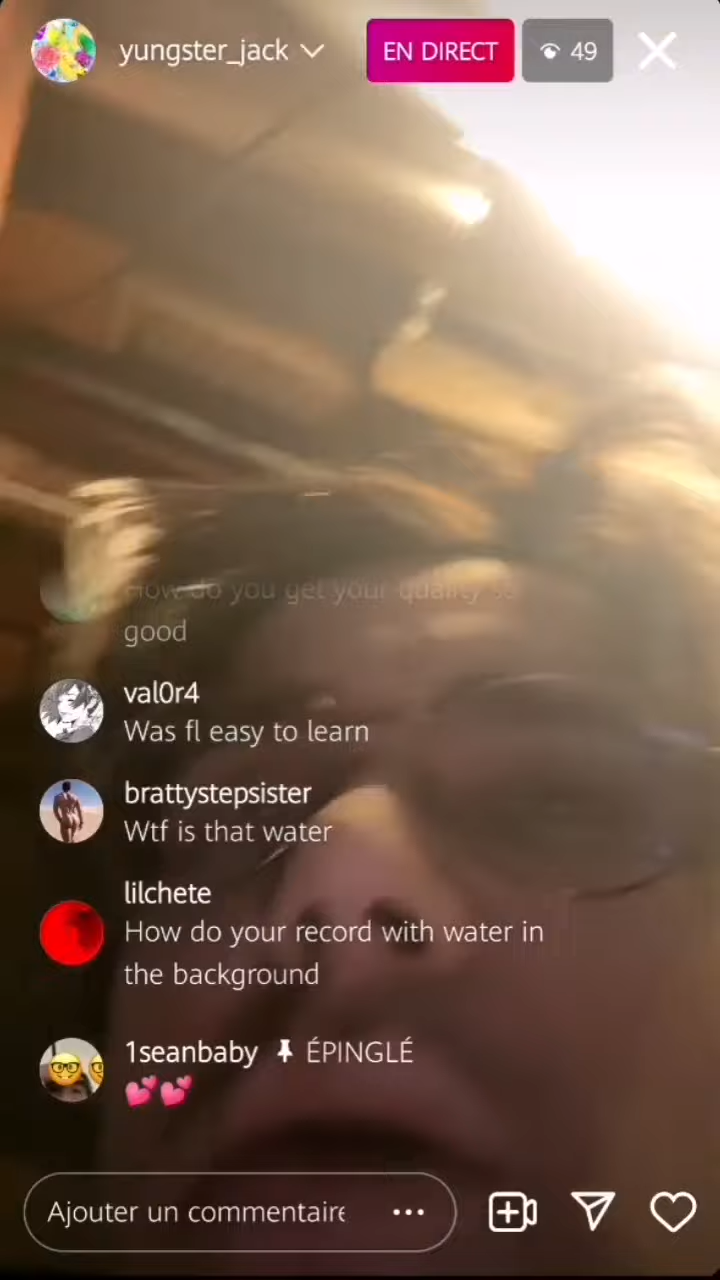 yungster_jack
EN DIRECT
49
How do you get your quality so
good
val0r4
Was fl easy to learn
brattystepsister
Wtf is that water
lilchete
How do your record with water in
the background
1seanbaby ÉPINGLÉ
💕💕
Ajouter un commentaire